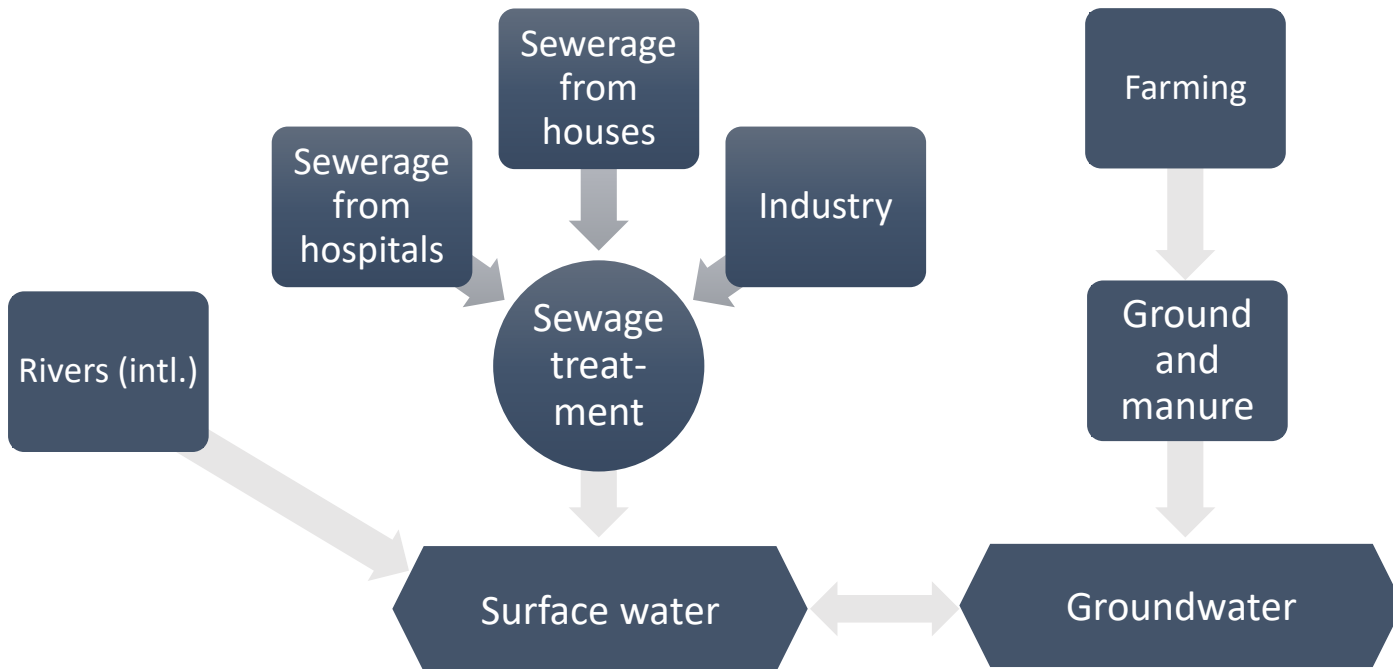 Sewerage
from
houses
Farming
Sewerage
from
hospitals
Industry
Rivers (intl.)
Sewage
treat-
ment
Ground
and
manure
Surface water
Groundwater